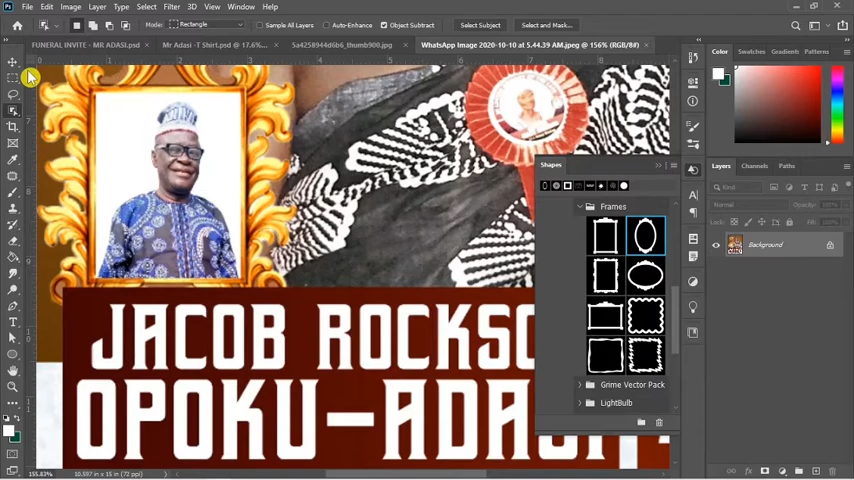 Ps File Edit Image Layer Type Select Filter 3D View Window Help
Mode: Rectangle Sample All Layers Auto-Enhance Object Subtract Select Subject Select and Mask...
FUNERAL INVITE - MR ADASI.psd × Mr Adasi -T Shirt.psd @ 17.6%... × 5a4258944d6b6_thumb900.jpg × WhatsApp Image 2020-10-10 at 5.44.39 AM.jpeg @ 156% (RGB/8#) ×
Color Swatches Gradients Patterns
Shapes
Layers Channels Paths
Kind
Normal Opacity: 100%
Lock: Fill: 100%
Frames
Background
JACOB ROCKSO
OPOKU-ADASI
Grime Vector Pack
LightBulb
155.83% 10.597 in x 15 in (72 ppi)